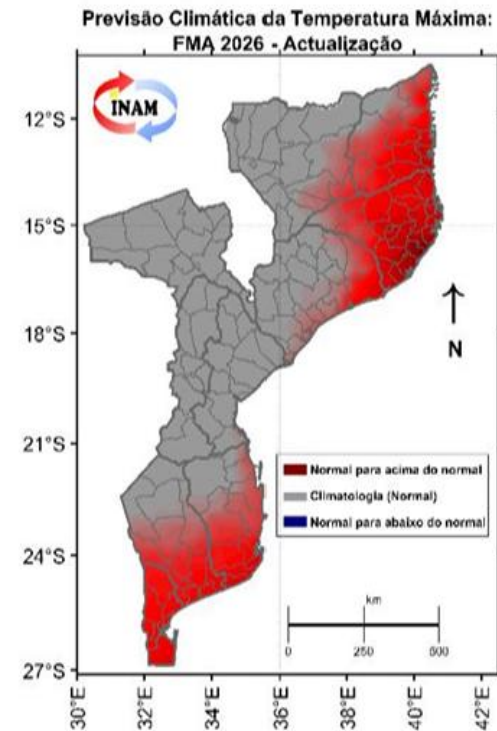 Previsão Climática da Temperatura Máxima:
FMA 2026 - Actualização
INAM
12°S
15°S
18°S
21°S
24°S
27°S
N
Normal para acima do normal
Climatologia (Normal)
Normal para abaixo do normal
km
0 250 500
30°E 32°E 34°E 36°E 38°E 40°E 42°E